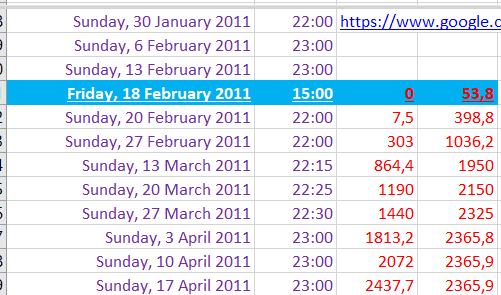 Sunday, 30 January 2011 22:00 https://www.google.c
Sunday, 6 February 2011 23:00
Sunday, 13 February 2011 23:00
Friday, 18 February 2011 15:00 0 53,8
Sunday, 20 February 2011 22:00 7,5 398,8
Sunday, 27 February 2011 22:00 303 1036,2
Sunday, 13 March 2011 22:15 864,4 1950
Sunday, 20 March 2011 22:25 1190 2150
Sunday, 27 March 2011 22:30 1440 2325
Sunday, 3 April 2011 23:00 1813,2 2365,8
Sunday, 10 April 2011 23:00 2072 2365,9
Sunday, 17 April 2011 23:00 2437,7 2365,9